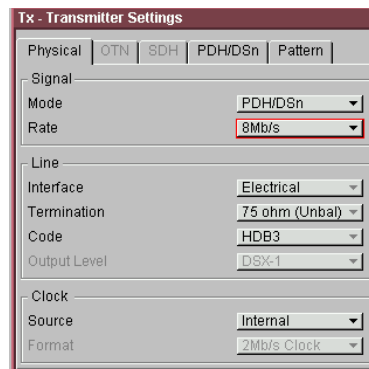 Tx - Transmitter Settings
Physical OTN SDH PDH/DSn Pattern
Signal
Mode PDH/DSn
Rate 8Mb/s
Line
Interface Electrical
Termination 75 ohm (Unbal)
Code HDB3
Output Level DSX-1
Clock
Source Internal
Format 2Mb/s Clock